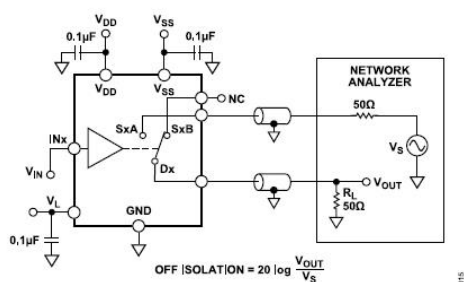 VDD VSS
0.1µF 0.1µF
VDD VSS
NC
NETWORK
ANALYZER
SxA SxB
50Ω
INx
VS
Dx
VIN
VOUT
VL
RL
50Ω
GND
0,1µF
OFF ISOLATION = 20 log VOUT
VS
015